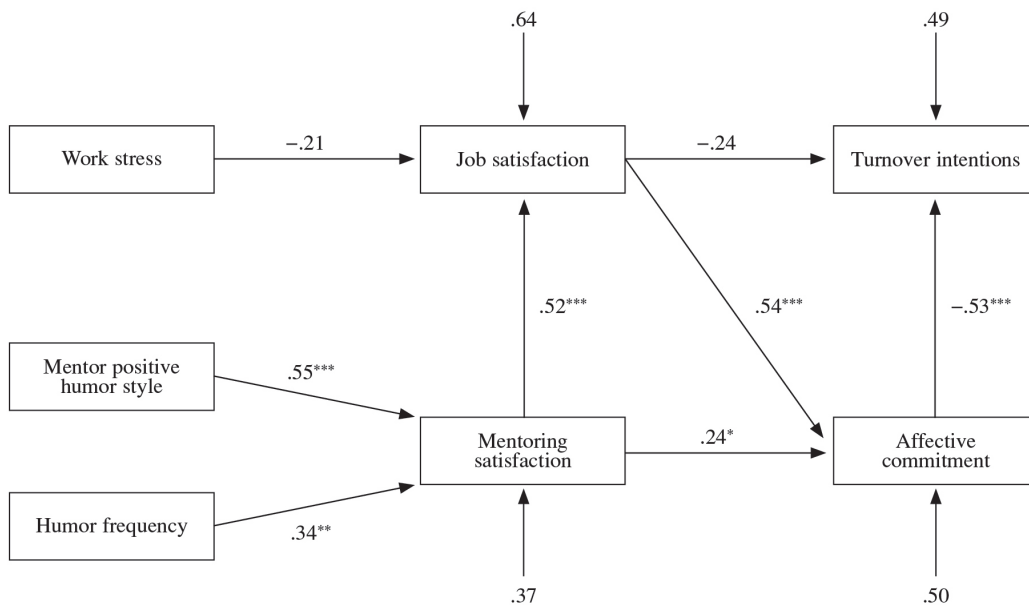 .64
.49
Work stress
−.21
Job satisfaction
−.24
Turnover intentions
.52***
.54***
−.53***
Mentor positive
humor style
.55***
Mentoring
satisfaction
.24*
Affective
commitment
Humor frequency
.34**
.37
.50